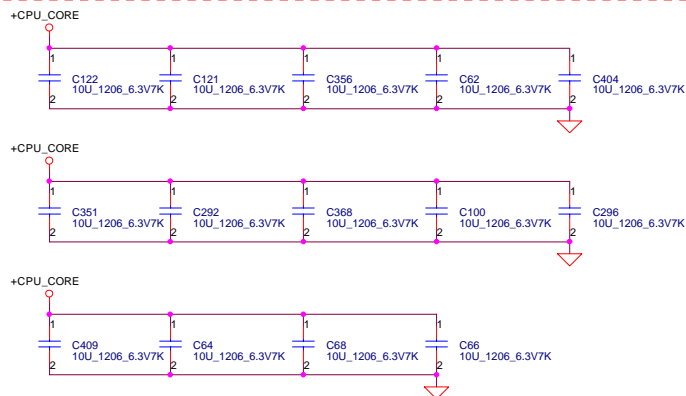 +CPU_CORE
1 1 1 1 1
C122 C121 C356 C62 C404
10U_1206_6.3V7K 10U_1206_6.3V7K 10U_1206_6.3V7K 10U_1206_6.3V7K 10U_1206_6.3V7K
2 2 2 2 2
+CPU_CORE
1 1 1 1 1
C351 C292 C368 C100 C296
10U_1206_6.3V7K 10U_1206_6.3V7K 10U_1206_6.3V7K 10U_1206_6.3V7K 10U_1206_6.3V7K
2 2 2 2 2
+CPU_CORE
1 1 1 1
C409 C64 C68 C66
10U_1206_6.3V7K 10U_1206_6.3V7K 10U_1206_6.3V7K 10U_1206_6.3V7K
2 2 2 2